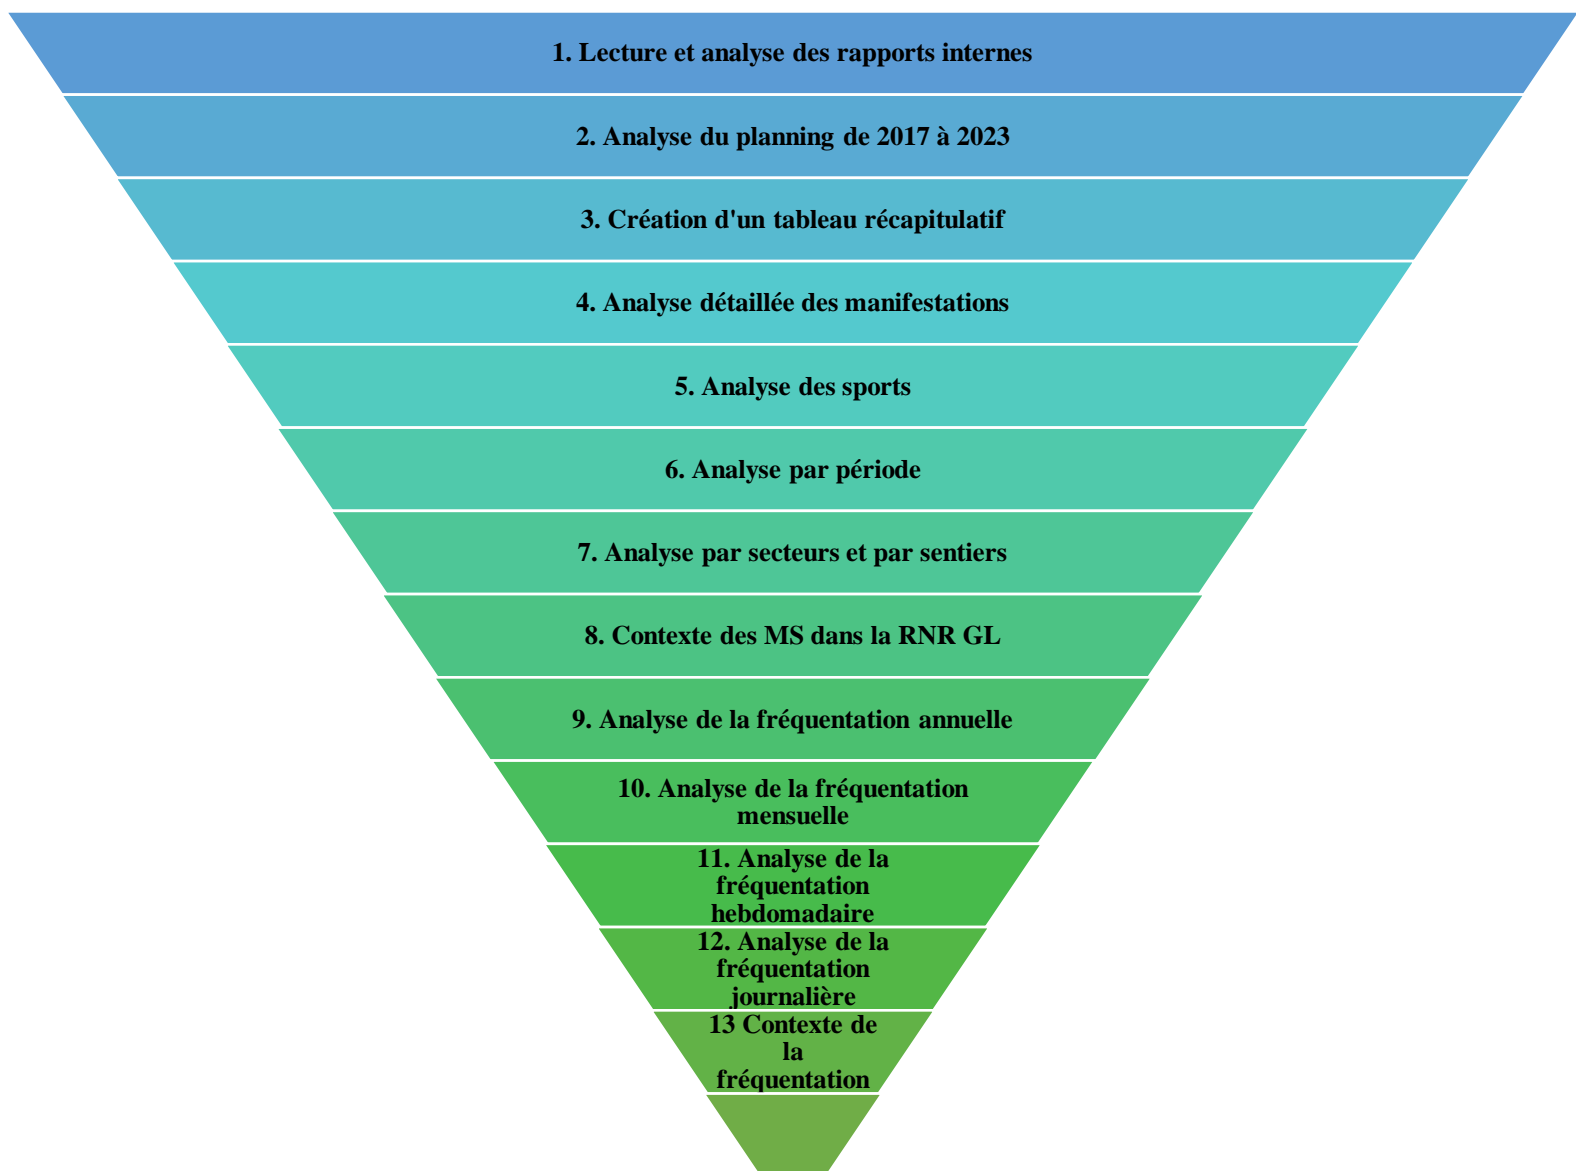 1. Lecture et analyse des rapports internes
2. Analyse du planning de 2017 à 2023
3. Création d'un tableau récapitulatif
4. Analyse détaillée des manifestations
5. Analyse des sports
6. Analyse par période
7. Analyse par secteurs et par sentiers
8. Contexte des MS dans la RNR GL
9. Analyse de la fréquentation annuelle
10. Analyse de la fréquentation
mensuelle
11. Analyse de la
fréquentation
hebdomadaire
12. Analyse de la
fréquentation
journalière
13 Contexte de
la
fréquentation